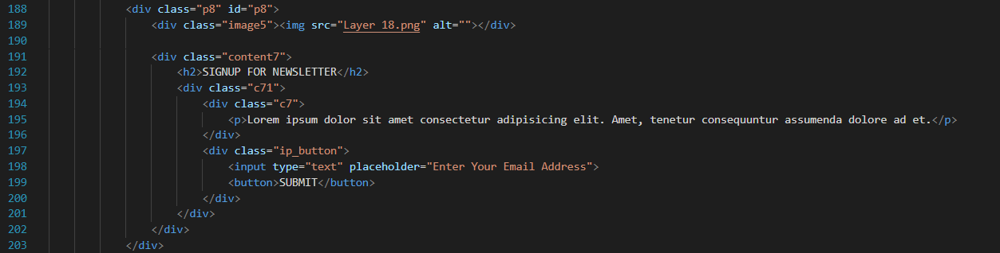 188 <div class="p8" id="p8">
189 <div class="image5"><img src="Layer 18.png" alt=""></div>
190
191 <div class="content7">
192 <h2>SIGNUP FOR NEWSLETTER</h2>
193 <div class="c71">
194 <div class="c7">
195 <p>Lorem ipsum dolor sit amet consectetur adipisicing elit. Amet, tenetur consequuntur assumenda dolore ad et.</p>
196 </div>
197 <div class="ip_button">
198 <input type="text" placeholder="Enter Your Email Address">
199 <button>SUBMIT</button>
200 </div>
201 </div>
202 </div>
203 </div>